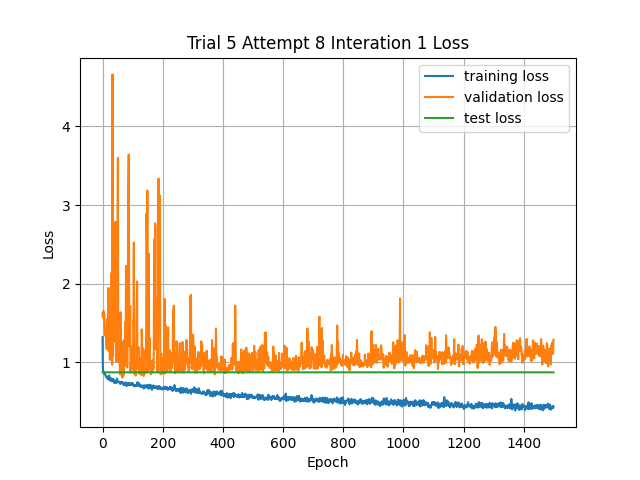 Trial 5 Attempt 8 Interation 1 Loss
training loss
validation loss
test loss
Loss
4
3
2
1
0 200 400 600 800 1000 1200 1400
Epoch